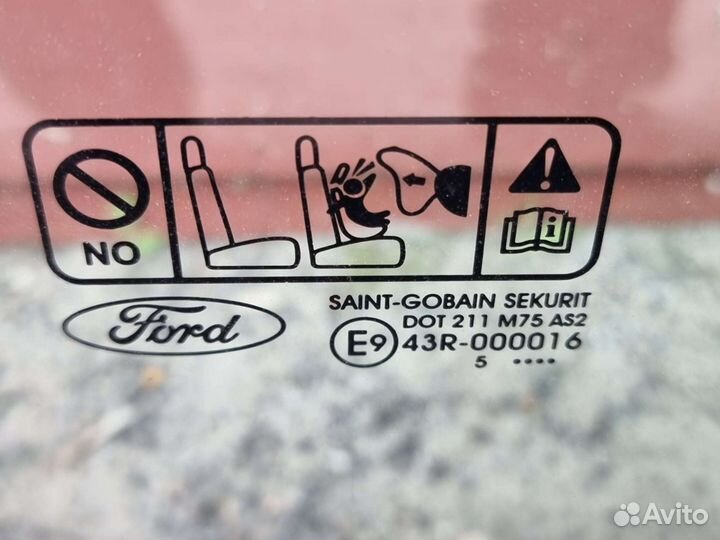 NO
i
Ford
SAINT-GOBAIN SEKURIT
DOT 211 M75 AS2
E9 43R-000016
5 ····
Avito